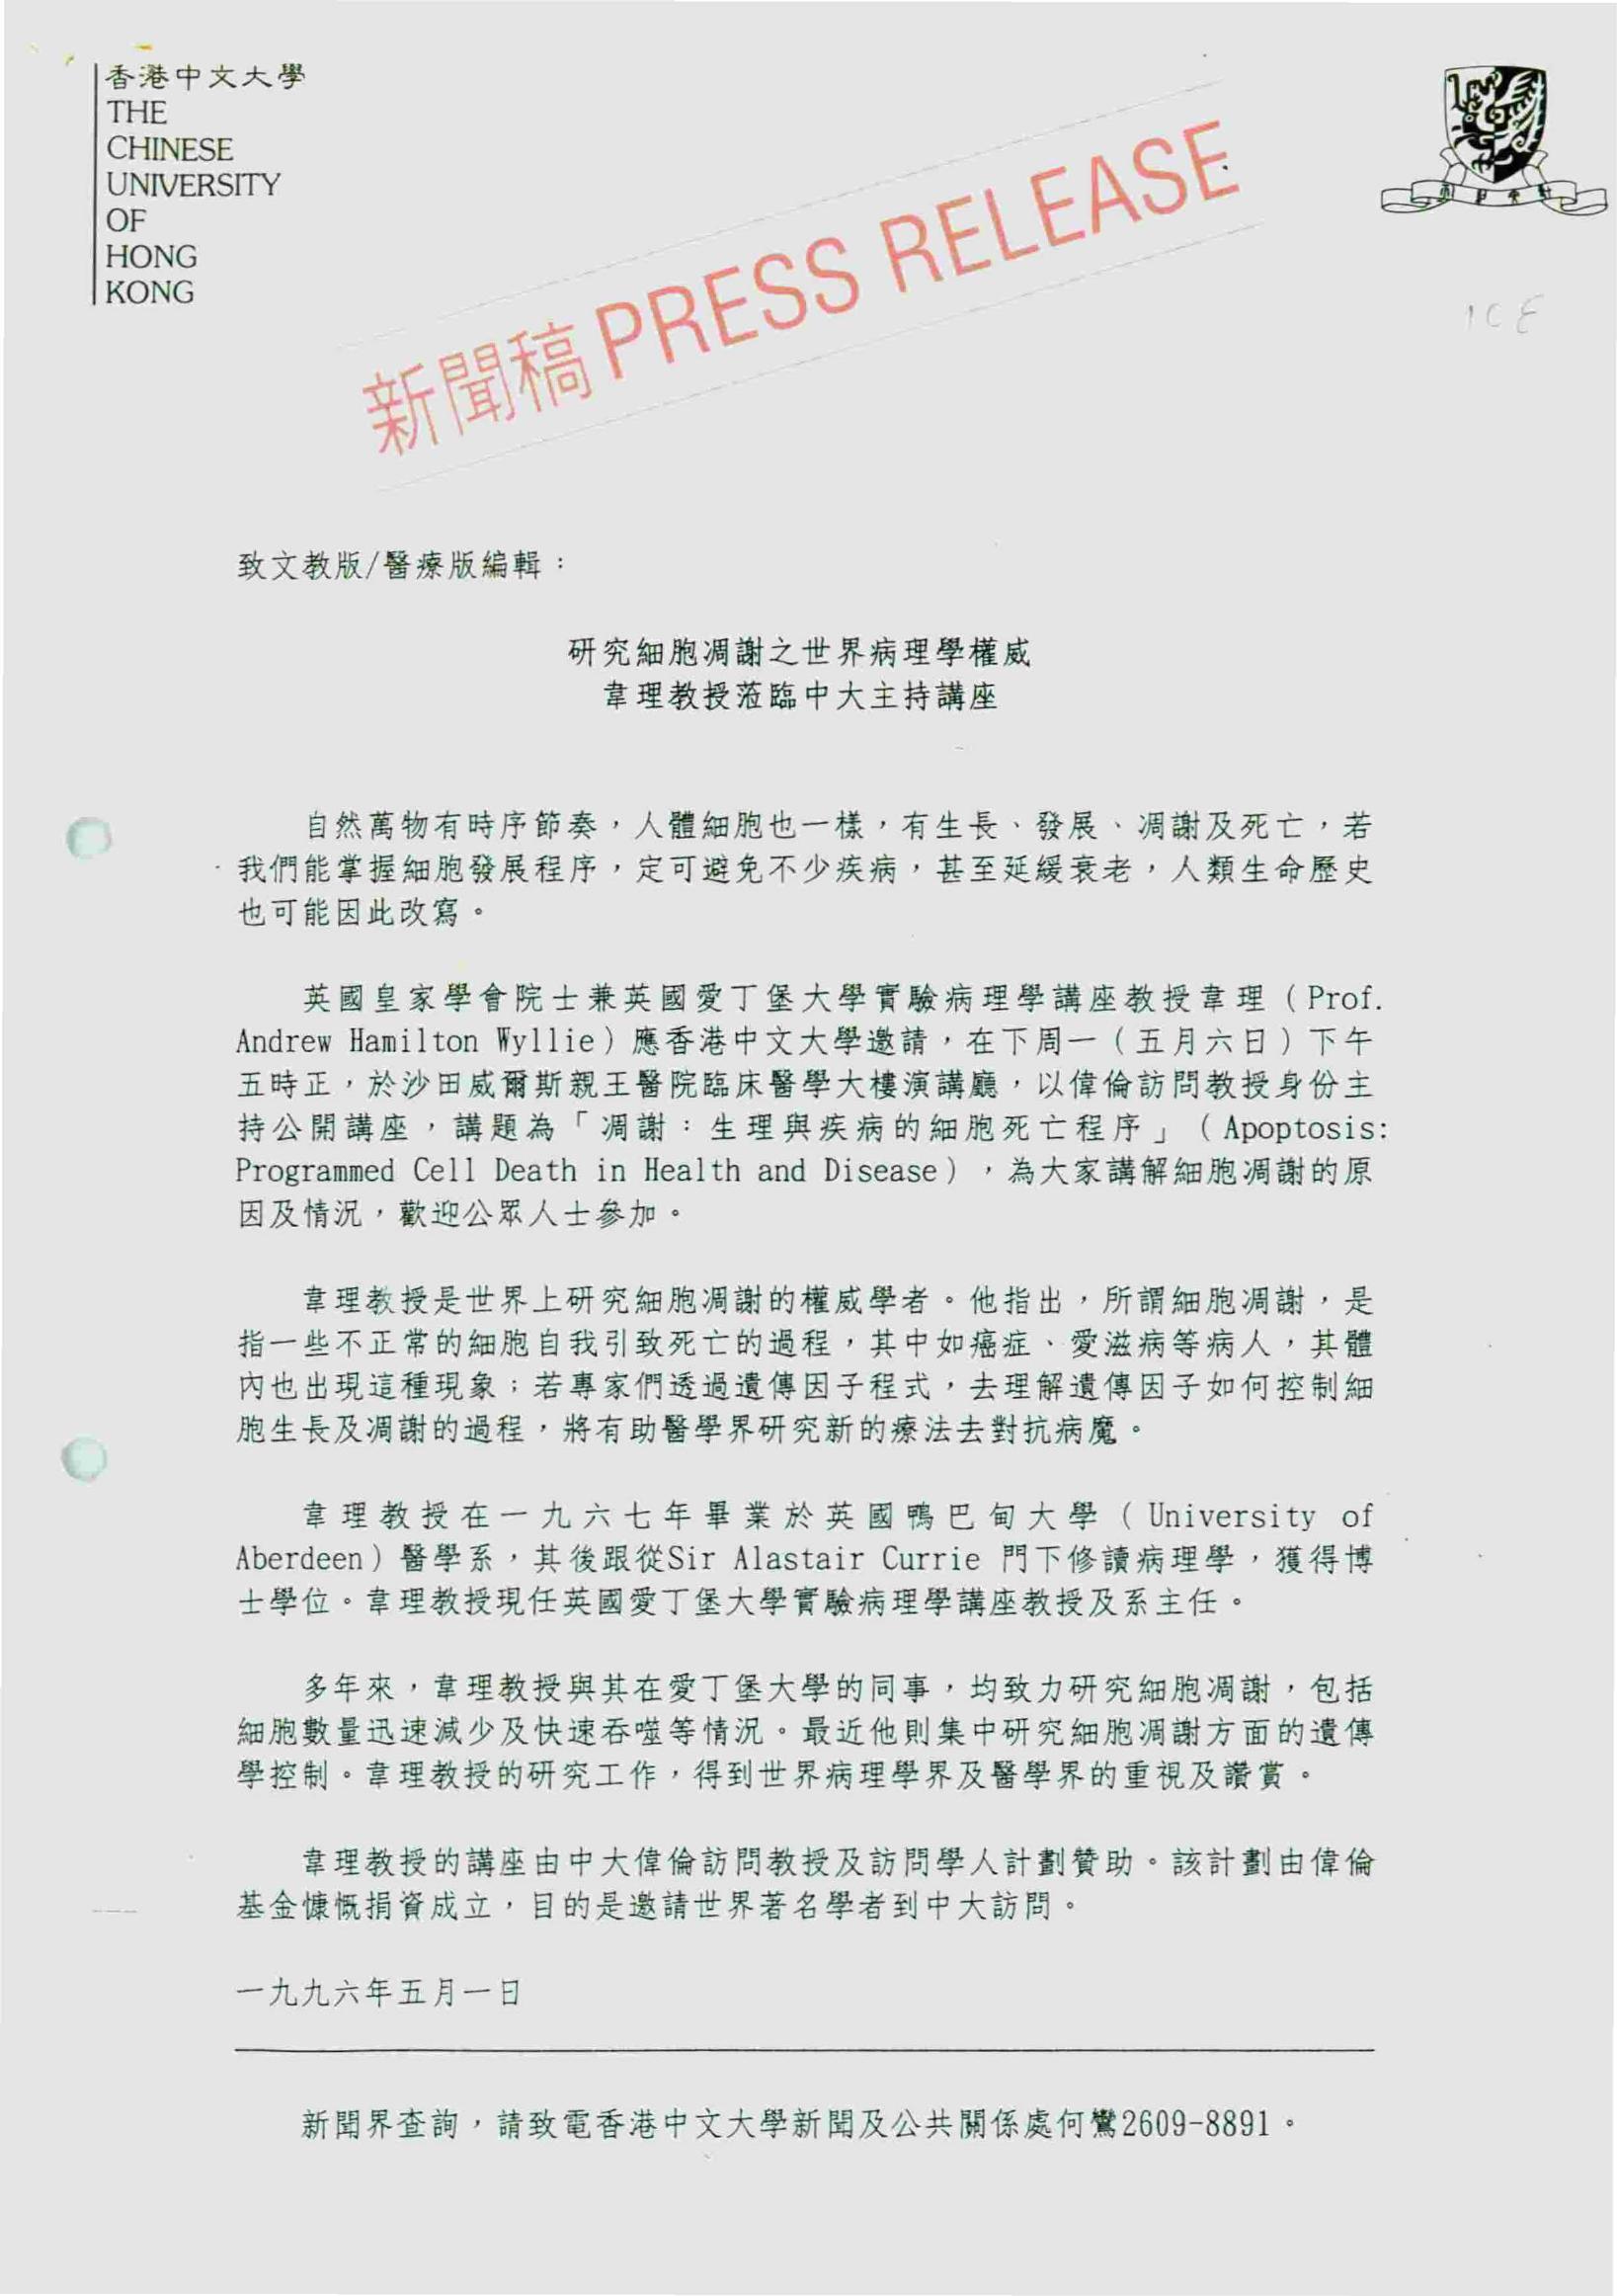 香港中文大學
THE
CHINESE
UNIVERSITY
OF
HONG
KONG
新聞稿 PRESS RELEASE
致文教版/醫療版編輯：
研究細胞凋謝之世界病理學權威
韋理教授蒞臨中大主持講座
自然萬物有時序節奏，人體細胞也一樣，有生長、發展、凋謝及死亡，若
我們能掌握細胞發展程序，定可避免不少疾病，甚至延緩衰老，人類生命歷史
也可能因此改寫。
英國皇家學會院士兼英國愛丁堡大學實驗病理學講座教授韋理（Prof.
Andrew Hamilton Wyllie）應香港中文大學邀請，在下周一（五月六日）下午
五時正，於沙田威爾斯親王醫院臨床醫學大樓演講廳，以偉倫訪問教授身份主
持公開講座，講題為「凋謝：生理與疾病的細胞死亡程序」（Apoptosis:
Programmed Cell Death in Health and Disease），為大家講解細胞凋謝的原
因及情況，歡迎公眾人士參加。
韋理教授是世界上研究細胞凋謝的權威學者。他指出，所謂細胞凋謝，是
指一些不正常的細胞自我引致死亡的過程，其中如癌症、愛滋病等病人，其體
內也出現這種現象；若專家們透過遺傳因子程式，去理解遺傳因子如何控制細
胞生長及凋謝的過程，將有助醫學界研究新的療法去對抗病魔。
韋理教授在一九六七年畢業於英國鴨巴甸大學（University of
Aberdeen）醫學系，其後跟從Sir Alastair Currie 門下修讀病理學，獲得博
士學位。韋理教授現任英國愛丁堡大學實驗病理學講座教授及系主任。
多年來，韋理教授與其在愛丁堡大學的同事，均致力研究細胞凋謝，包括
細胞數量迅速減少及快速吞噬等情況。最近他則集中研究細胞凋謝方面的遺傳
學控制。韋理教授的研究工作，得到世界病理學界及醫學界的重視及讚賞。
韋理教授的講座由中大偉倫訪問教授及訪問學人計劃贊助。該計劃由偉倫
基金慷慨捐資成立，目的是邀請世界著名學者到中大訪問。
一九九六年五月一日
新聞界查詢，請致電香港中文大學新聞及公共關係處何鸞2609-8891。